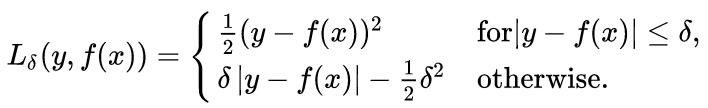 L_δ(y, f(x)) = { ½(y − f(x))² for|y − f(x)| ≤ δ,
δ |y − f(x)| − ½δ² otherwise.